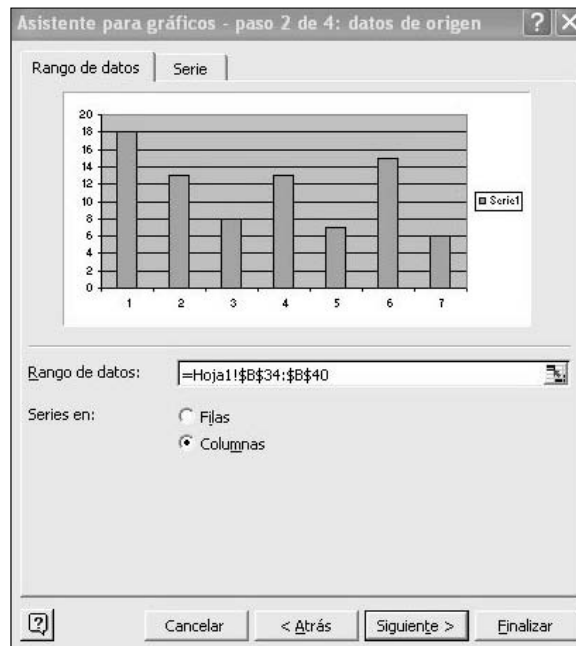 Asistente para gráficos - paso 2 de 4: datos de origen
Rango de datos
Serie
20
18
16
14
12
10
8
6
4
2
0
1 2 3 4 5 6 7
Serie1
Rango de datos:
=Hoja1!$B$34:$B$40
Series en:
Filas
Columnas
Cancelar
< Atrás
Siguiente >
Finalizar